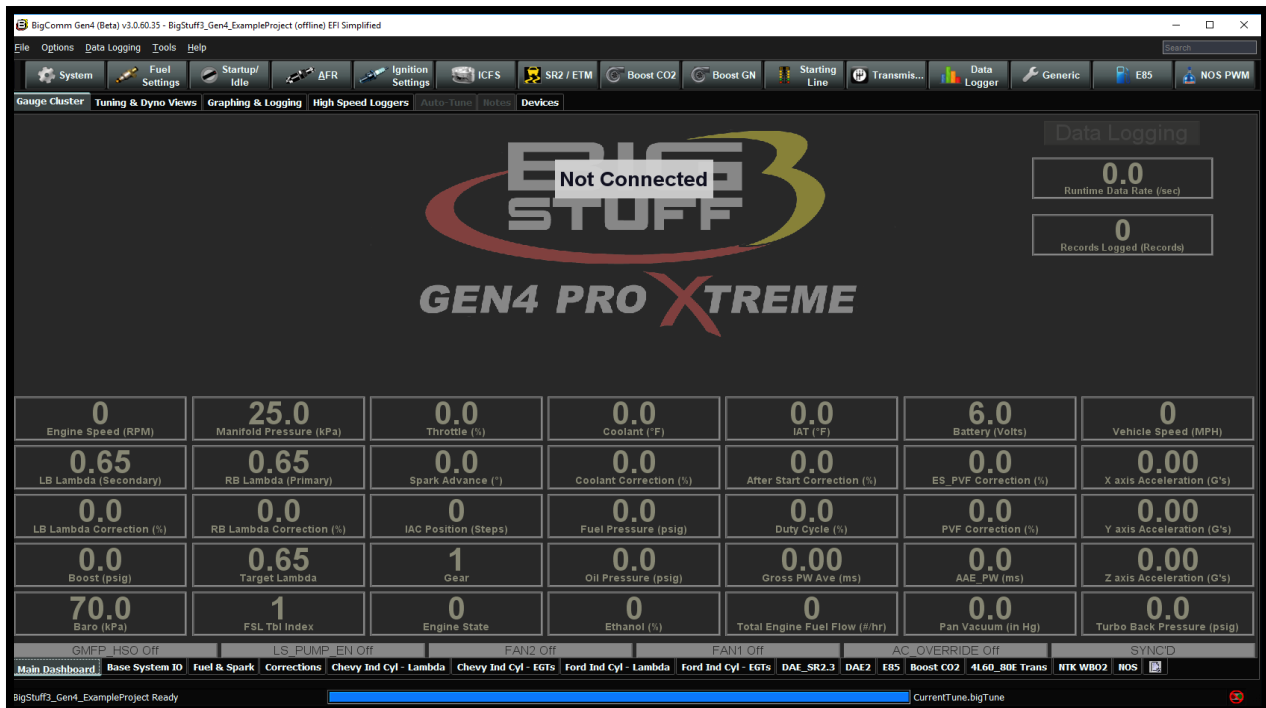 BigComm Gen4 (Beta) v3.0.60.35 - BigStuff3_Gen4_ExampleProject (offline) EFI Simplified
File Options Data Logging Tools Help
Search
System Fuel Settings Startup/ Idle AFR Ignition Settings ICFS SR2 / ETM Boost CO2 Boost GN Starting Line Transmis... Data Logger Generic E85 NOS PWM
Gauge Cluster Tuning & Dyno Views Graphing & Logging High Speed Loggers Auto-Tune Notes Devices
Data Logging
BIG 3
Not Connected
STUFF
0.0
Runtime Data Rate (/sec)
0
Records Logged (Records)
GEN4 PRO XTREME
0 25.0 0.0 0.0 0.0 6.0 0
Engine Speed (RPM) Manifold Pressure (kPa) Throttle (%) Coolant (°F) IAT (°F) Battery (Volts) Vehicle Speed (MPH)
0.65 0.65 0.0 0.0 0.0 0.0 0.00
LB Lambda (Secondary) RB Lambda (Primary) Spark Advance (°) Coolant Correction (%) After Start Correction (%) ES_PVF Correction (%) X axis Acceleration (G's)
0.0 0.0 0 0.0 0.0 0.0 0.00
LB Lambda Correction (%) RB Lambda Correction (%) IAC Position (Steps) Fuel Pressure (psig) Duty Cycle (%) PVF Correction (%) Y axis Acceleration (G's)
0.0 0.65 1 0.0 0.00 0.0 0.00
Boost (psig) Target Lambda Gear Oil Pressure (psig) Gross PW Ave (ms) AAE_PW (ms) Z axis Acceleration (G's)
70.0 1 0 0 0 0.0 0.0
Baro (kPa) FSL Tbl Index Engine State Ethanol (%) Total Engine Fuel Flow (#/hr) Pan Vacuum (in Hg) Turbo Back Pressure (psig)
GMFP_HSO Off LS_PUMP_EN Off FAN2 Off FAN1 Off AC_OVERRIDE Off SYNC'D
Main Dashboard Base System IO Fuel & Spark Corrections Chevy Ind Cyl - Lambda Chevy Ind Cyl - EGTs Ford Ind Cyl - Lambda Ford Ind Cyl - EGTs DAE_SR2.3 DAE2 E85 Boost CO2 4L60_80E Trans NTK WBO2 NOS
BigStuff3_Gen4_ExampleProject Ready
CurrentTune.bigTune